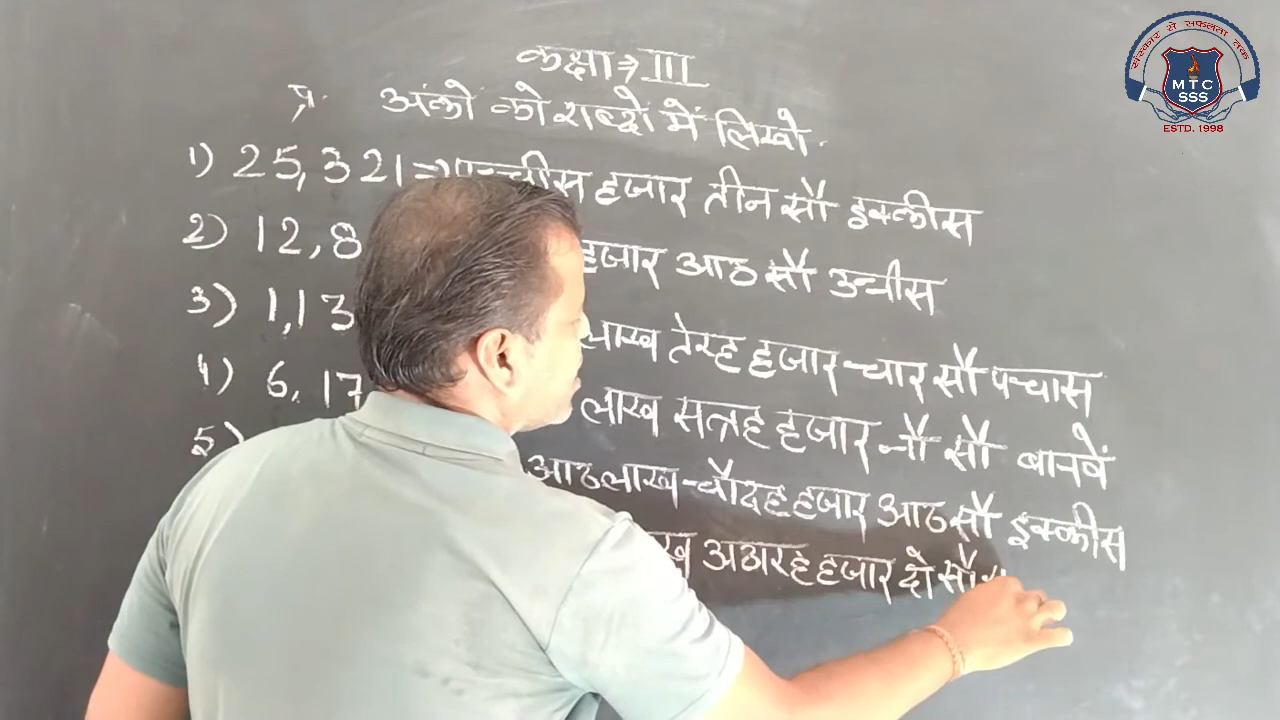 कक्षा ⇒ III
प्र. अंको को शब्दों में लिखो.
1) 25,321 ⇒ पच्चीस हजार तीन सौ इक्कीस
2) 12,8 हजार आठ सौ उन्नीस
3) 1,13 लाख तेरह हजार चार सौ पच्चास
4) 6,17 लाख सत्रह हजार नौ सौ बानवें
5) आठ लाख चौदह हजार आठ सौ इक्कीस
अठारह हजार दो सौ
संस्कार से सफलता तक
MTC
SSS
ESTD. 1998